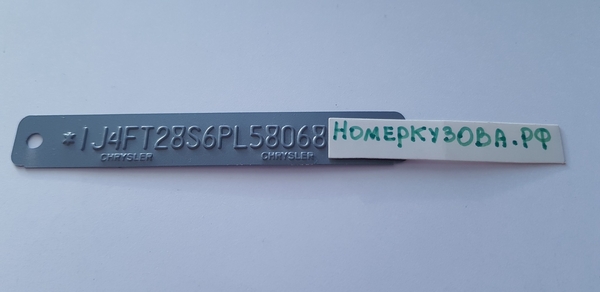 *1J4FT28S6PL58068
CHRYSLER CHRYSLER
НОМЕРКУЗОВА.РФ